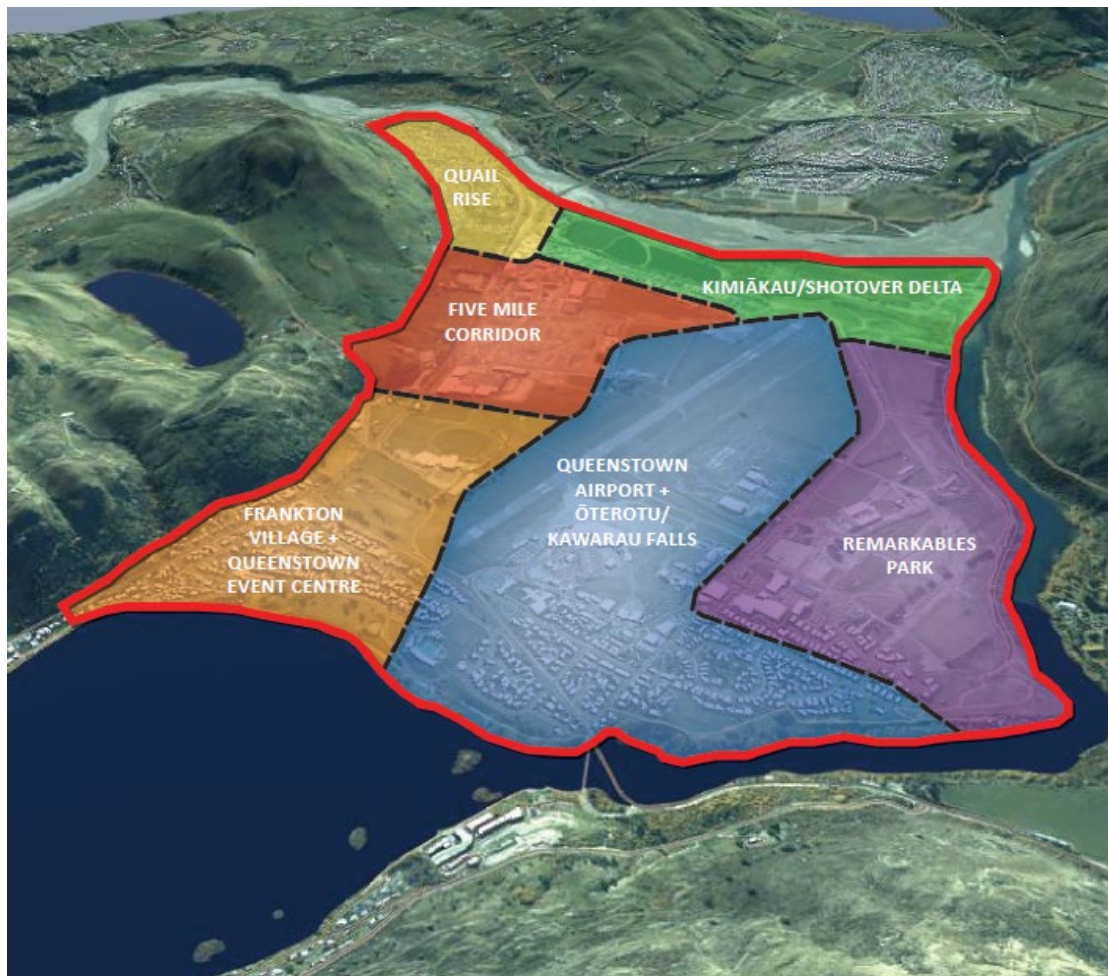 QUAIL
RISE
KIMIĀKAU/SHOTOVER DELTA
FIVE MILE
CORRIDOR
QUEENSTOWN
AIRPORT +
ŌTEROTU/
KAWARAU FALLS
FRANKTON
VILLAGE +
QUEENSTOWN
EVENT CENTRE
REMARKABLES
PARK